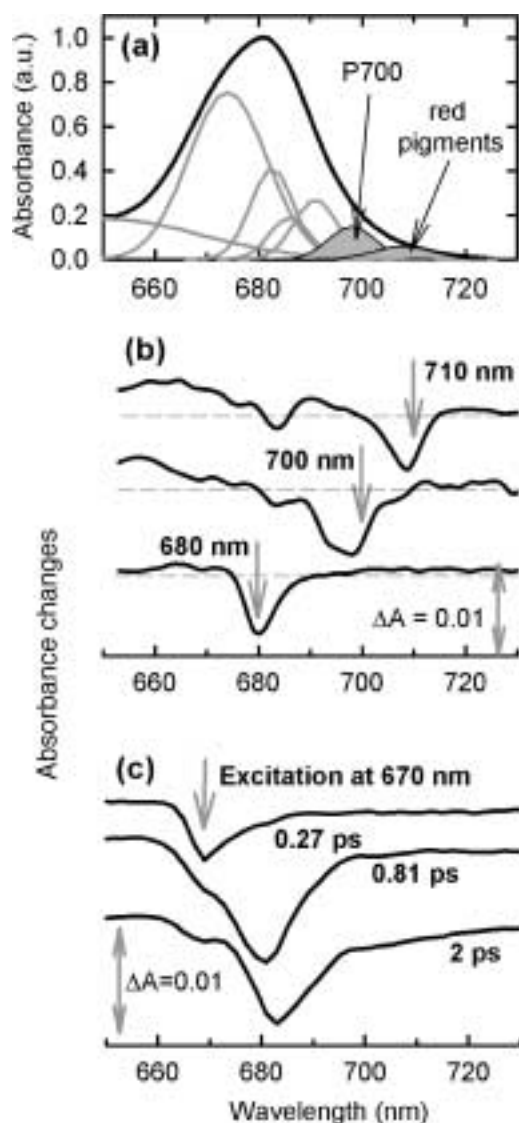 1.0
(a)
P700
0.8
red
pigments
0.6
0.4
0.2
0.0
Absorbance (a.u.)
660 680 700 720
(b)
710 nm
700 nm
680 nm
ΔA = 0.01
660 680 700 720
Absorbance changes
(c)
Excitation at 670 nm
0.27 ps
0.81 ps
2 ps
ΔA=0.01
660 680 700 720
Wavelength (nm)